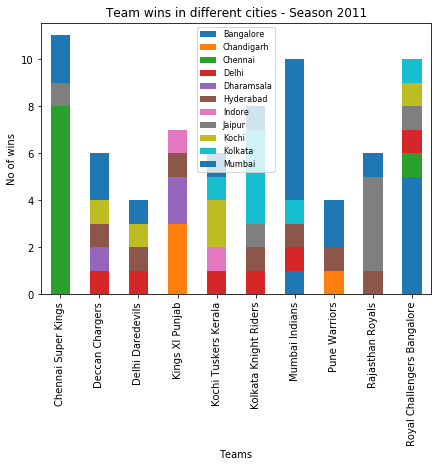 Team wins in different cities - Season 2011
No of wins
10
8
6
4
2
0
Bangalore
Chandigarh
Chennai
Delhi
Dharamsala
Hyderabad
Indore
Jaipur
Kochi
Kolkata
Mumbai
Chennai Super Kings
Deccan Chargers
Delhi Daredevils
Kings XI Punjab
Kochi Tuskers Kerala
Kolkata Knight Riders
Mumbai Indians
Pune Warriors
Rajasthan Royals
Royal Challengers Bangalore
Teams